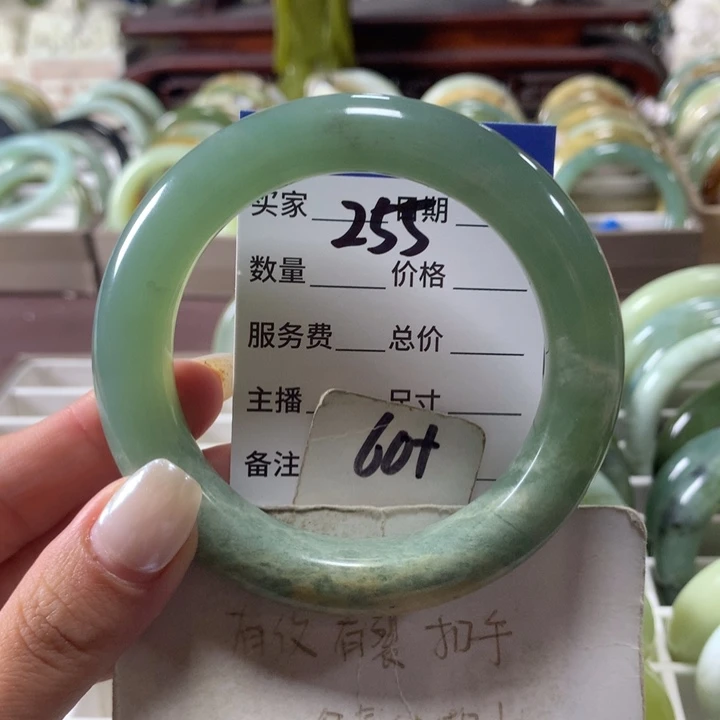 买家 日期
255
数量 价格
服务费 总价
主播 尺寸
60+
备注
有纹 有裂 扣手